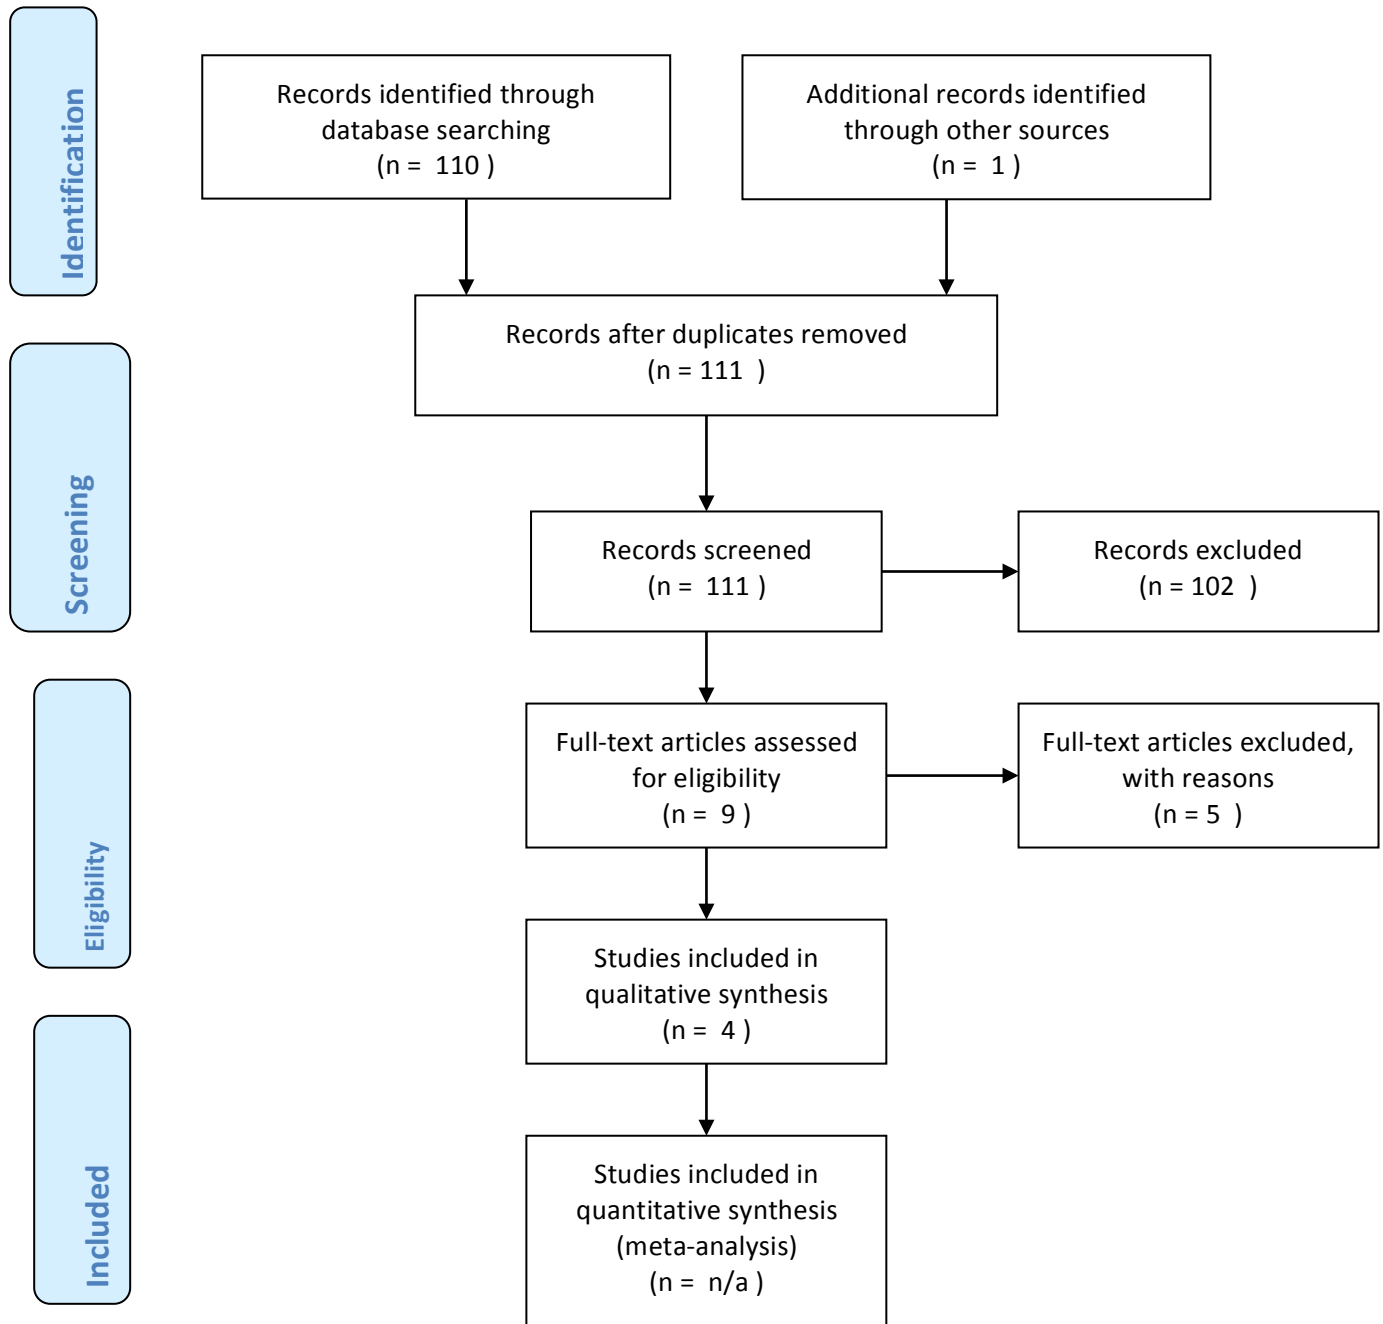 Identification
Records identified through
database searching
(n =  110 )
Additional records identified
through other sources
(n =  1 )
Records after duplicates removed
(n = 111  )
Screening
Records screened
(n =  111 )
Records excluded
(n = 102  )
Eligibility
Full-text articles assessed
for eligibility
(n =  9 )
Full-text articles excluded,
with reasons
(n = 5  )
Studies included in
qualitative synthesis
(n =  4 )
Included
Studies included in
quantitative synthesis
(meta-analysis)
(n =  n/a )